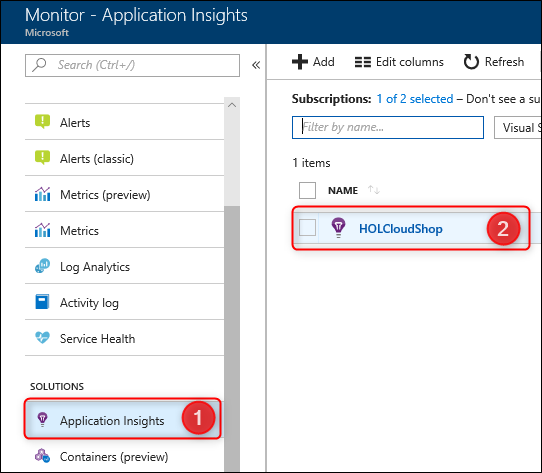 Monitor - Application Insights
Microsoft
Search (Ctrl+/)
«
Alerts
Alerts (classic)
Metrics (preview)
Metrics
Log Analytics
Activity log
Service Health
SOLUTIONS
Application Insights
1
Containers (preview)
Add
Edit columns
Refresh
Subscriptions: 1 of 2 selected – Don't see a su
Filter by name...
Visual S
1 items
NAME
HOLCloudShop
2